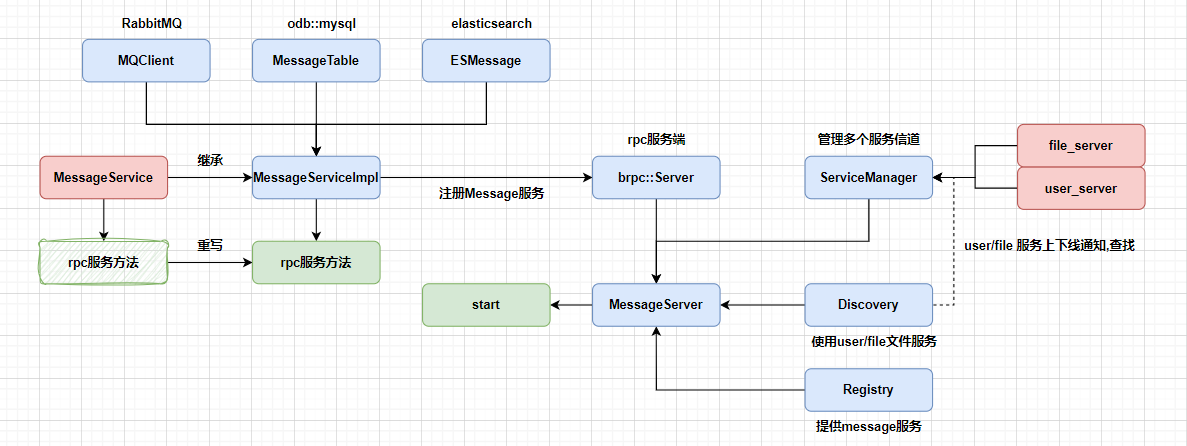 RabbitMQ
odb::mysql
elasticsearch
MQClient
MessageTable
ESMessage
rpc服务端
管理多个服务信道
file_server
继承
MessageService
MessageServiceImpl
brpc::Server
ServiceManager
user_server
注册Message服务
重写
user/file 服务上下线通知,查找
rpc服务方法
rpc服务方法
start
MessageServer
Discovery
使用user/file文件服务
Registry
提供message服务